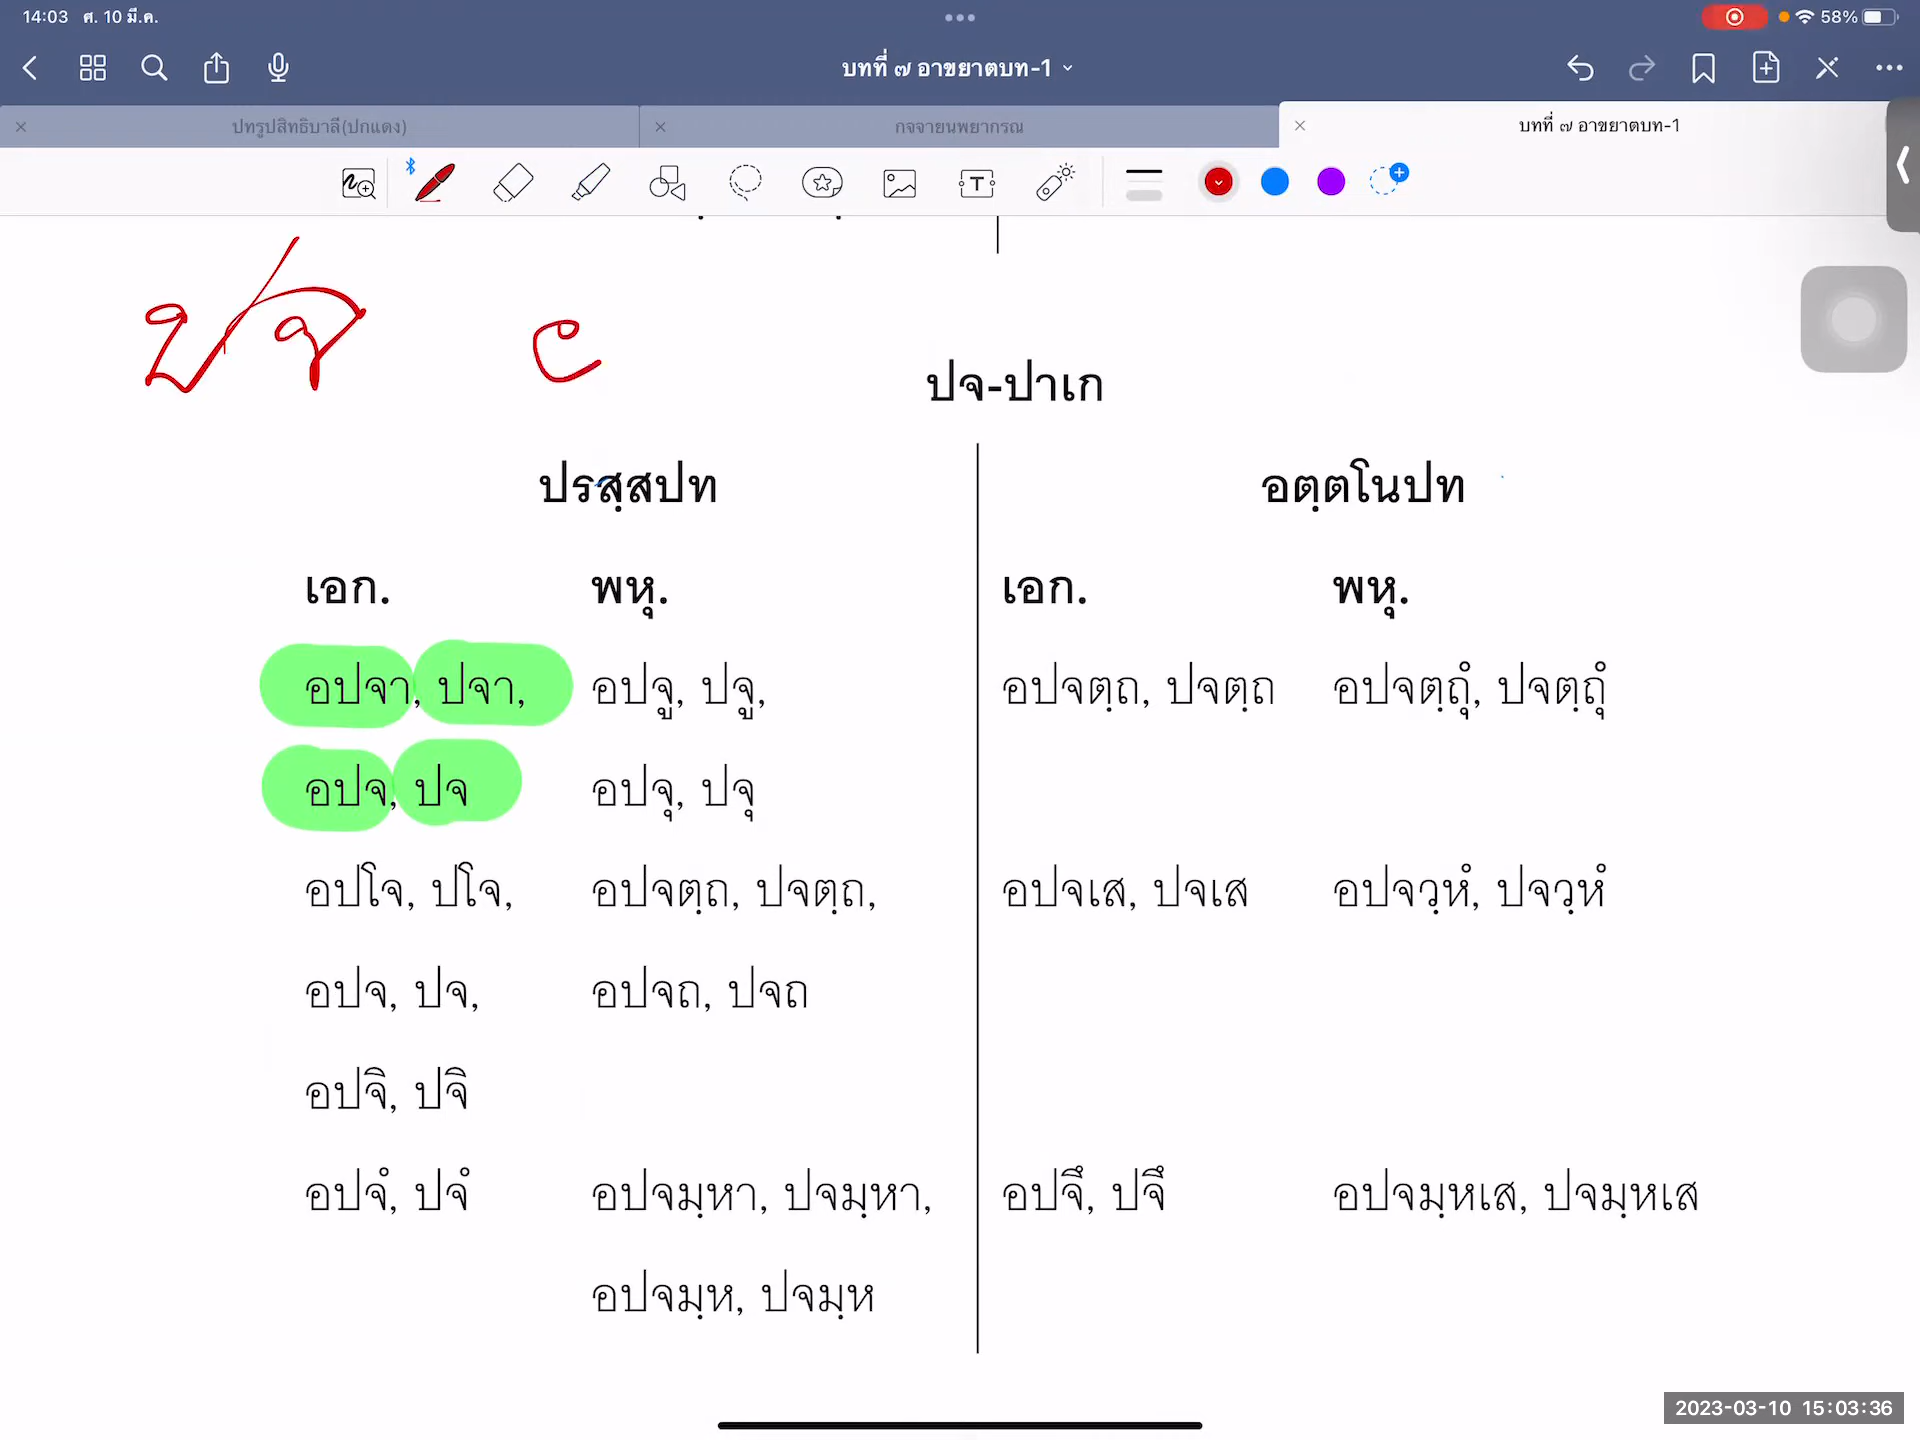 14:03 ศ. 10 มี.ค.
58%
บทที่ ๗ อาขยาตบท-1
ปทรูปสิทธิบาลี(ปกแดง)
กจจายนพยากรณ
บทที่ ๗ อาขยาตบท-1
ปจ
ปจ-ปาเก
ปรสฺสปท อตฺตโนปท
เอก. พหุ. เอก. พหุ.
อปจา, ปจา, อปจู, ปจู, อปจตฺถ, ปจตฺถ อปจตฺถุํ, ปจตฺถุํ
อปจ, ปจ อปจุ, ปจุ
อปโจ, ปโจ, อปจตฺถ, ปจตฺถ, อปจเส, ปจเส อปจวฺหํ, ปจวฺหํ
อปจ, ปจ, อปจถ, ปจถ
อปจิ, ปจิ
อปจํ, ปจํ อปจมฺหา, ปจมฺหา, อปจึ, ปจึ อปจมฺหเส, ปจมฺหเส
อปจมฺห, ปจมฺห
2023-03-10 15:03:36